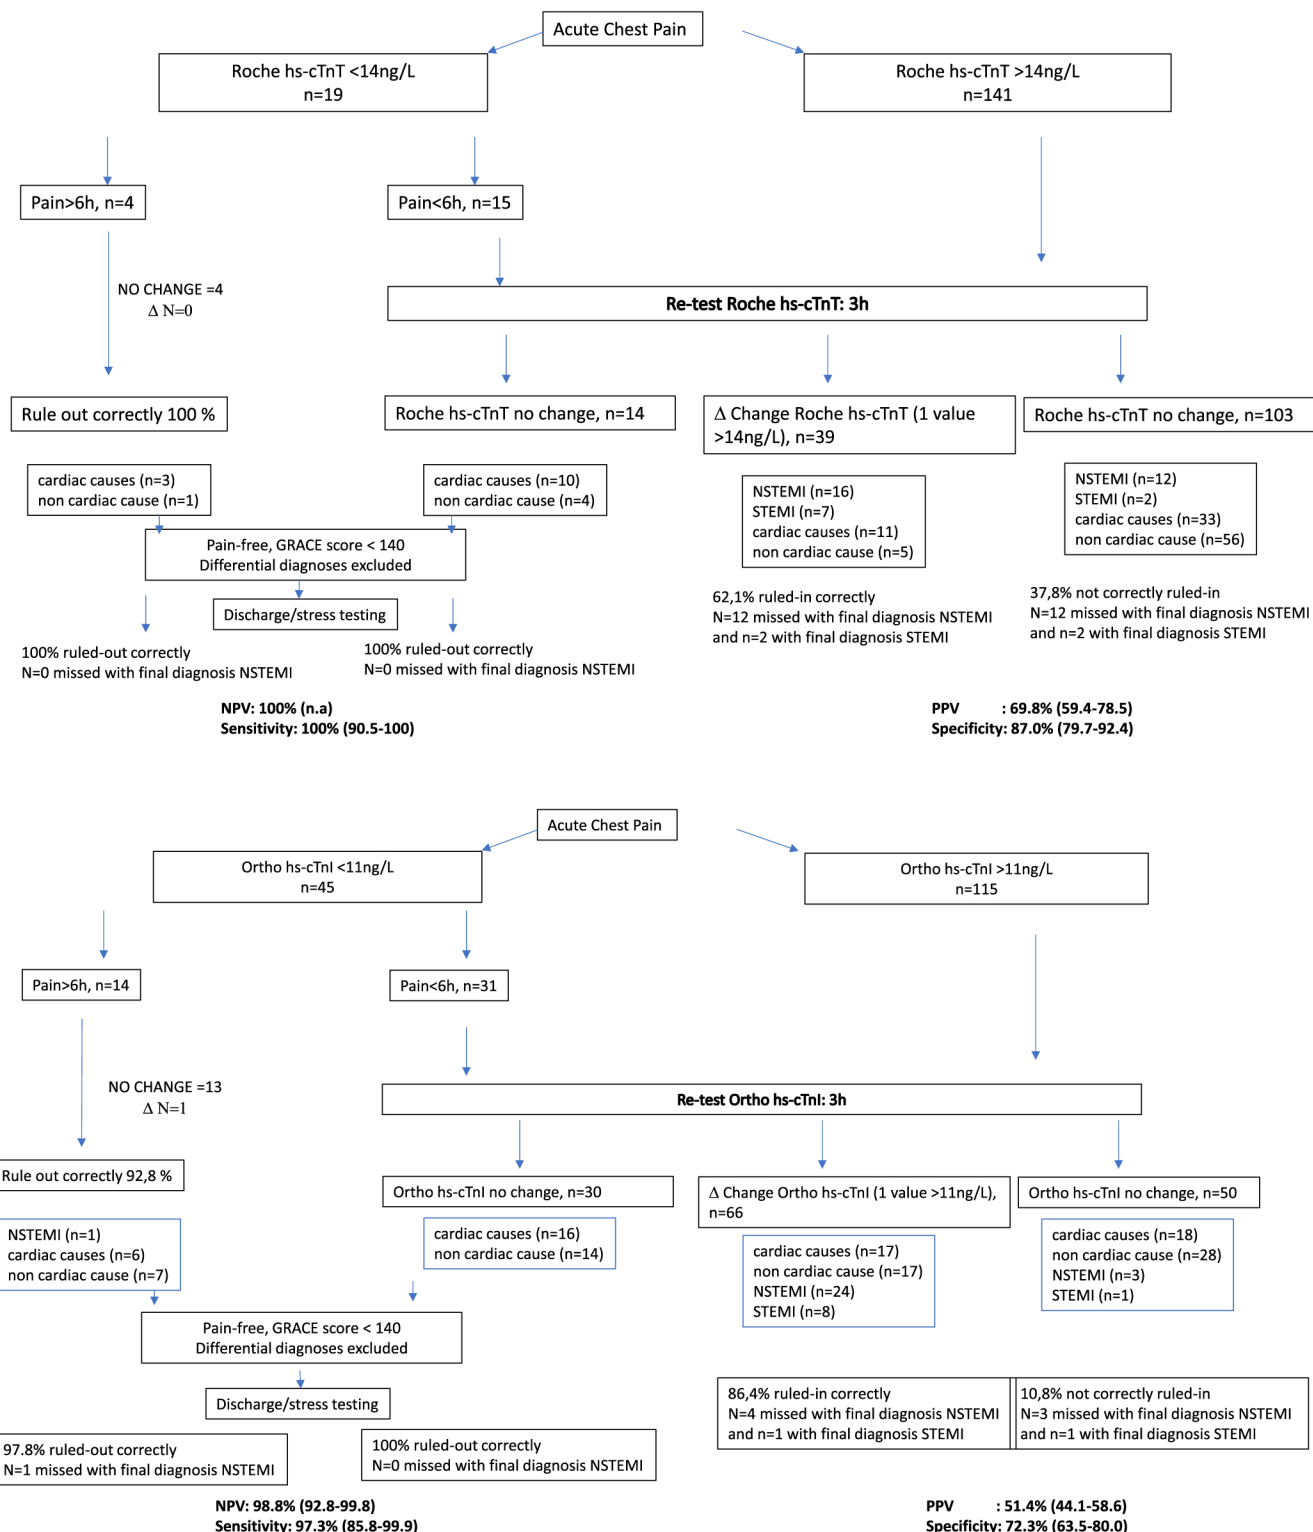 Acute Chest Pain
Roche hs-cTnT <14ng/L
n=19
Roche hs-cTnT >14ng/L
n=141
Pain>6h, n=4
Pain<6h, n=15
NO CHANGE =4
Δ N=0
Re-test Roche hs-cTnT: 3h
Rule out correctly 100 %
Roche hs-cTnT no change, n=14
Δ Change Roche hs-cTnT (1 value
>14ng/L), n=39
Roche hs-cTnT no change, n=103
cardiac causes (n=3)
non cardiac cause (n=1)
cardiac causes (n=10)
non cardiac cause (n=4)
NSTEMI (n=16)
STEMI (n=7)
cardiac causes (n=11)
non cardiac cause (n=5)
NSTEMI (n=12)
STEMI (n=2)
cardiac causes (n=33)
non cardiac cause (n=56)
Pain-free, GRACE score < 140
Differential diagnoses excluded
Discharge/stress testing
100% ruled-out correctly
N=0 missed with final diagnosis NSTEMI
100% ruled-out correctly
N=0 missed with final diagnosis NSTEMI
62,1% ruled-in correctly
N=12 missed with final diagnosis NSTEMI
and n=2 with final diagnosis STEMI
37,8% not correctly ruled-in
N=12 missed with final diagnosis NSTEMI
and n=2 with final diagnosis STEMI
NPV: 100% (n.a)
Sensitivity: 100% (90.5-100)
PPV : 69.8% (59.4-78.5)
Specificity: 87.0% (79.7-92.4)
Acute Chest Pain
Ortho hs-cTnI <11ng/L
n=45
Ortho hs-cTnI >11ng/L
n=115
Pain>6h, n=14
Pain<6h, n=31
NO CHANGE =13
Δ N=1
Re-test Ortho hs-cTnI: 3h
Rule out correctly 92,8 %
Ortho hs-cTnI no change, n=30
Δ Change Ortho hs-cTnI (1 value >11ng/L),
n=66
Ortho hs-cTnI no change, n=50
NSTEMI (n=1)
cardiac causes (n=6)
non cardiac cause (n=7)
cardiac causes (n=16)
non cardiac cause (n=14)
cardiac causes (n=17)
non cardiac cause (n=17)
NSTEMI (n=24)
STEMI (n=8)
cardiac causes (n=18)
non cardiac cause (n=28)
NSTEMI (n=3)
STEMI (n=1)
Pain-free, GRACE score < 140
Differential diagnoses excluded
Discharge/stress testing
97.8% ruled-out correctly
N=1 missed with final diagnosis NSTEMI
100% ruled-out correctly
N=0 missed with final diagnosis NSTEMI
86,4% ruled-in correctly
N=4 missed with final diagnosis NSTEMI
and n=1 with final diagnosis STEMI
10,8% not correctly ruled-in
N=3 missed with final diagnosis NSTEMI
and n=1 with final diagnosis STEMI
NPV: 98.8% (92.8-99.8)
Sensitivity: 97.3% (85.8-99.9)
PPV : 51.4% (44.1-58.6)
Specificity: 72.3% (63.5-80.0)